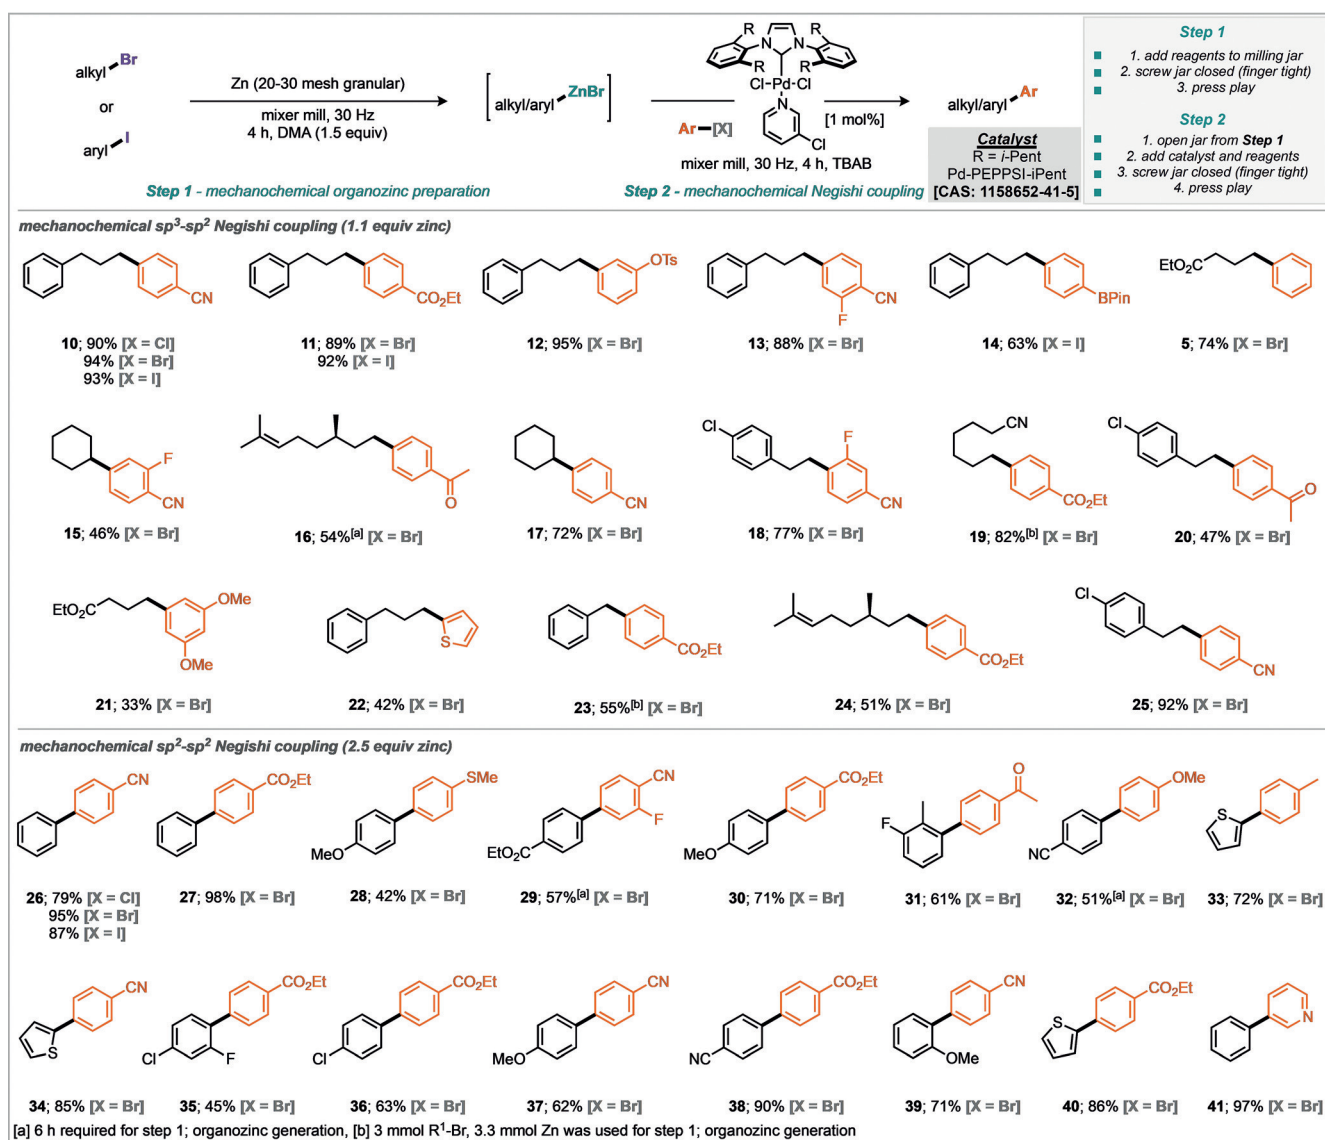 alkyl Br
or
aryl I
Zn (20-30 mesh granular)
mixer mill, 30 Hz
4 h, DMA (1.5 equiv)
alkyl/aryl ZnBr
R R
N N
R R
Cl Pd Cl
N
Cl
Ar [X]
[1 mol%]
mixer mill, 30 Hz, 4 h, TBAB
alkyl/aryl Ar
Catalyst
R = i-Pent
Pd-PEPPSI-iPent
[CAS: 1158652-41-5]
Step 1 - mechanochemical organozinc preparation
Step 2 - mechanochemical Negishi coupling
Step 1
1. add reagents to milling jar
2. screw jar closed (finger tight)
3. press play
Step 2
1. open jar from Step 1
2. add catalyst and reagents
3. screw jar closed (finger tight)
4. press play
mechanochemical sp³-sp² Negishi coupling (1.1 equiv zinc)
CN
CO₂Et
OTs
CN
F
BPin
EtO₂C
10; 90% [X = Cl]
94% [X = Br]
93% [X = I]
11; 89% [X = Br]
92% [X = I]
12; 95% [X = Br]
13; 88% [X = Br]
14; 63% [X = I]
5; 74% [X = Br]
F
CN
O
CN
Cl
F
CN
CN
CO₂Et
Cl
O
15; 46% [X = Br]
16; 54%[a] [X = Br]
17; 72% [X = Br]
18; 77% [X = Br]
19; 82%[b] [X = Br]
20; 47% [X = Br]
EtO₂C
OMe
OMe
S
CO₂Et
CO₂Et
Cl
CN
21; 33% [X = Br]
22; 42% [X = Br]
23; 55%[b] [X = Br]
24; 51% [X = Br]
25; 92% [X = Br]
mechanochemical sp²-sp² Negishi coupling (2.5 equiv zinc)
CN
CO₂Et
SMe
MeO
CN
F
EtO₂C
CO₂Et
MeO
O
F
OMe
CN
S
26; 79% [X = Cl]
95% [X = Br]
87% [X = I]
27; 98% [X = Br]
28; 42% [X = Br]
29; 57%[a] [X = Br]
30; 71% [X = Br]
31; 61% [X = Br]
32; 51%[a] [X = Br]
33; 72% [X = Br]
CN
S
CO₂Et
Cl
F
CO₂Et
Cl
CN
MeO
CO₂Et
NC
CN
OMe
CO₂Et
S
N
34; 85% [X = Br]
35; 45% [X = Br]
36; 63% [X = Br]
37; 62% [X = Br]
38; 90% [X = Br]
39; 71% [X = Br]
40; 86% [X = Br]
41; 97% [X = Br]
[a] 6 h required for step 1; organozinc generation, [b] 3 mmol R¹-Br, 3.3 mmol Zn was used for step 1; organozinc generation